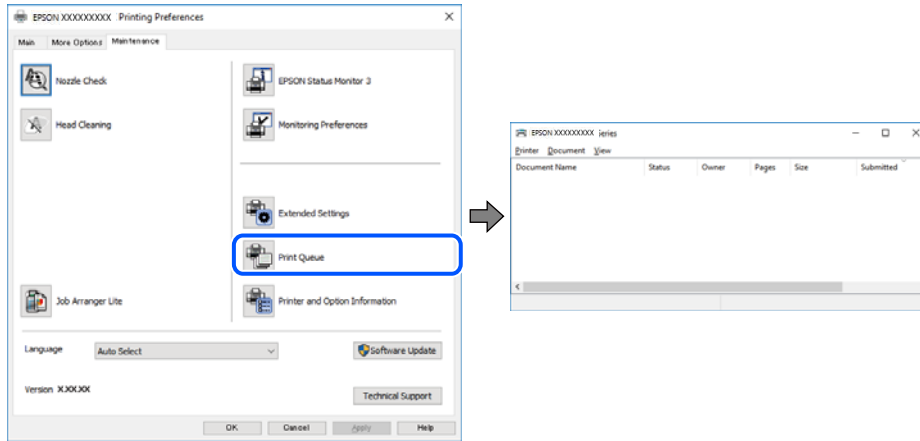 EPSON XXXXXXXXX Printing Preferences
Main More Options Maintenance
Nozzle Check
EPSON Status Monitor 3
Head Cleaning
Monitoring Preferences
Extended Settings
Print Queue
Job Arranger Lite
Printer and Option Information
Language Auto Select
Software Update
Version X.XX.XX
Technical Support
OK Cancel Apply Help
EPSON XXXXXXXXX ieries
Printer Document View
Document Name Status Owner Pages Size Submitted